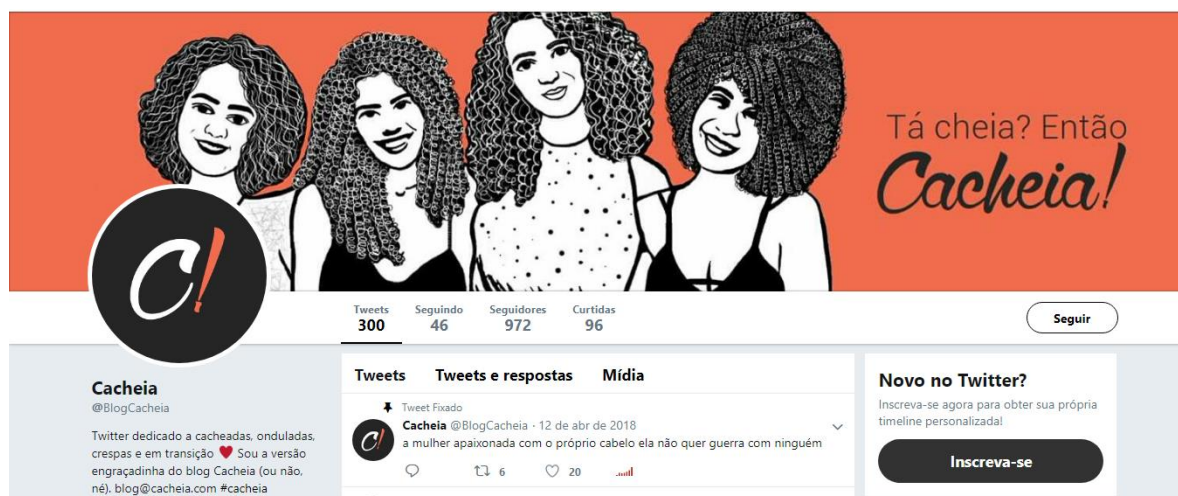 Tá cheia? Então
Cacheia!
C!
Tweets Seguindo Seguidores Curtidas
300 46 972 96
Seguir
Cacheia
@BlogCacheia
Twitter dedicado a cacheadas, onduladas,
crespas e em transição ❤ Sou a versão
engraçadinha do blog Cacheia (ou não,
né). blog@cacheia.com #cacheia
Tweets Tweets e respostas Mídia
Tweet Fixado
Cacheia @BlogCacheia · 12 de abr de 2018
C!
a mulher apaixonada com o próprio cabelo ela não quer guerra com ninguém
6 20
Novo no Twitter?
Inscreva-se agora para obter sua própria
timeline personalizada!
Inscreva-se